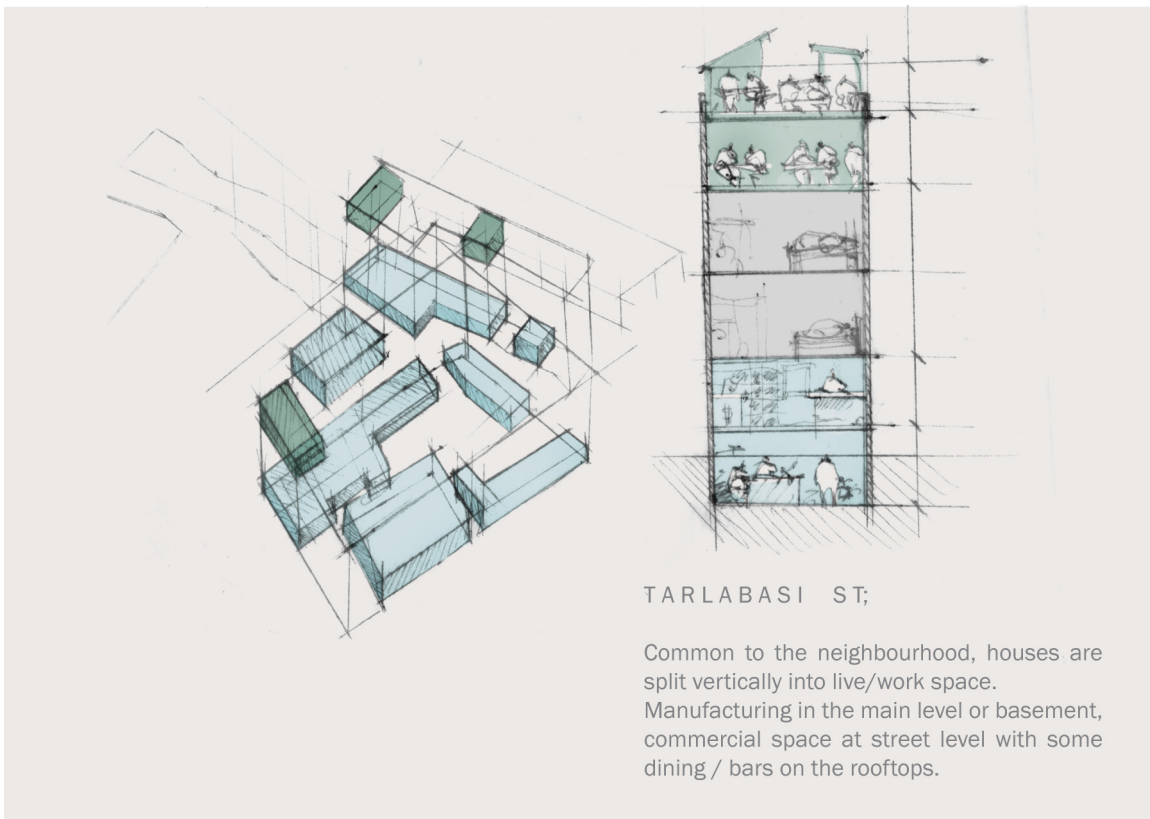 TARLABASI ST;
Common to the neighbourhood, houses are
split vertically into live/work space.
Manufacturing in the main level or basement,
commercial space at street level with some
dining / bars on the rooftops.